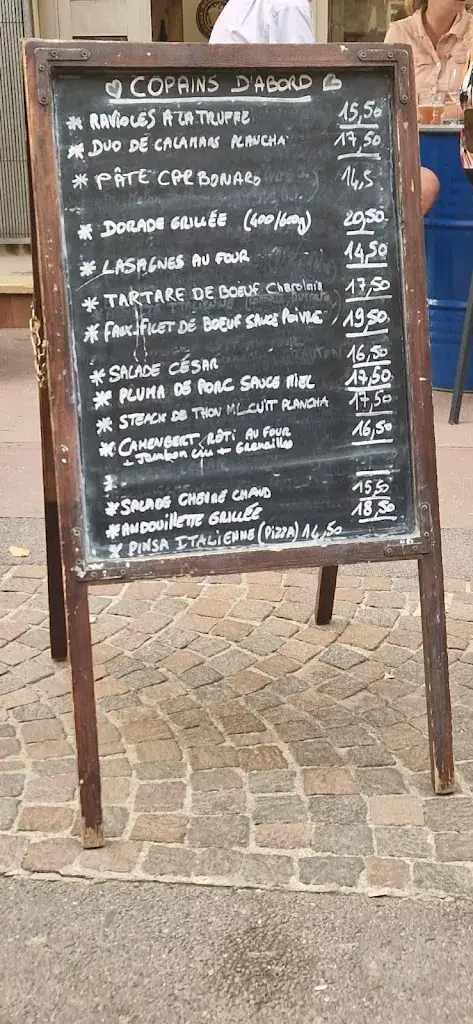 ♡ COPAINS D'ABORD ♡
* RAVIOLES A LA TRUFFE 15,50
* DUO DE CALAMARS PLANCHA 17,50
* PÂTE CARBONARA 14,5
* DORADE GRILLÉE (400/600g) 20,50
* LASAGNES AU FOUR 14,50
* TARTARE DE BOEUF Charolais 17,50
* FAUX-FILET DE BOEUF SAUCE POIVRE 19,50
* SALADE CÉSAR 16,50
* PLUMA DE PORC SAUCE MIEL 17,50
* STEACK DE THON MI-CUIT PLANCHA 17,50
* CAMEMBERT RÔTI AU FOUR 16,50
+ Jambon cru + Grenailles
*
* SALADE CHEVRE CHAUD 15,50
* ANDOUILLETTE GRILLÉE 18,50
* PINSA ITALIENNE (PIZZA) 14,50